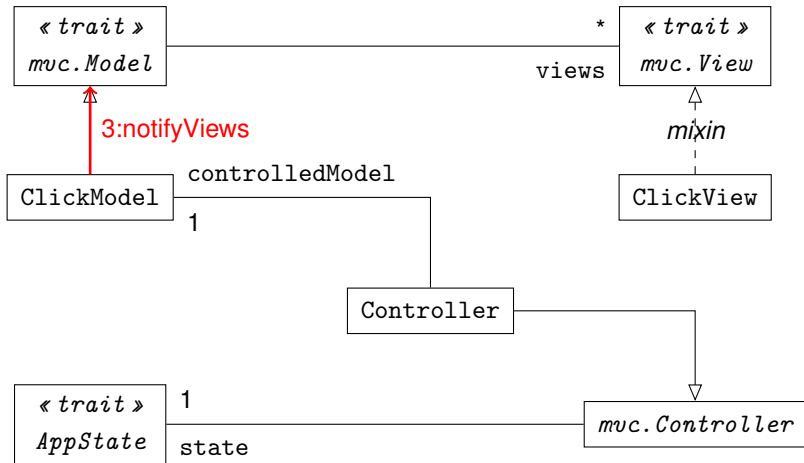 « trait »
mvc.Model
*
views
« trait »
mvc.View
3:notifyViews
mixin
ClickModel
controlledModel
1
ClickView
Controller
« trait »
AppState
1
state
mvc.Controller